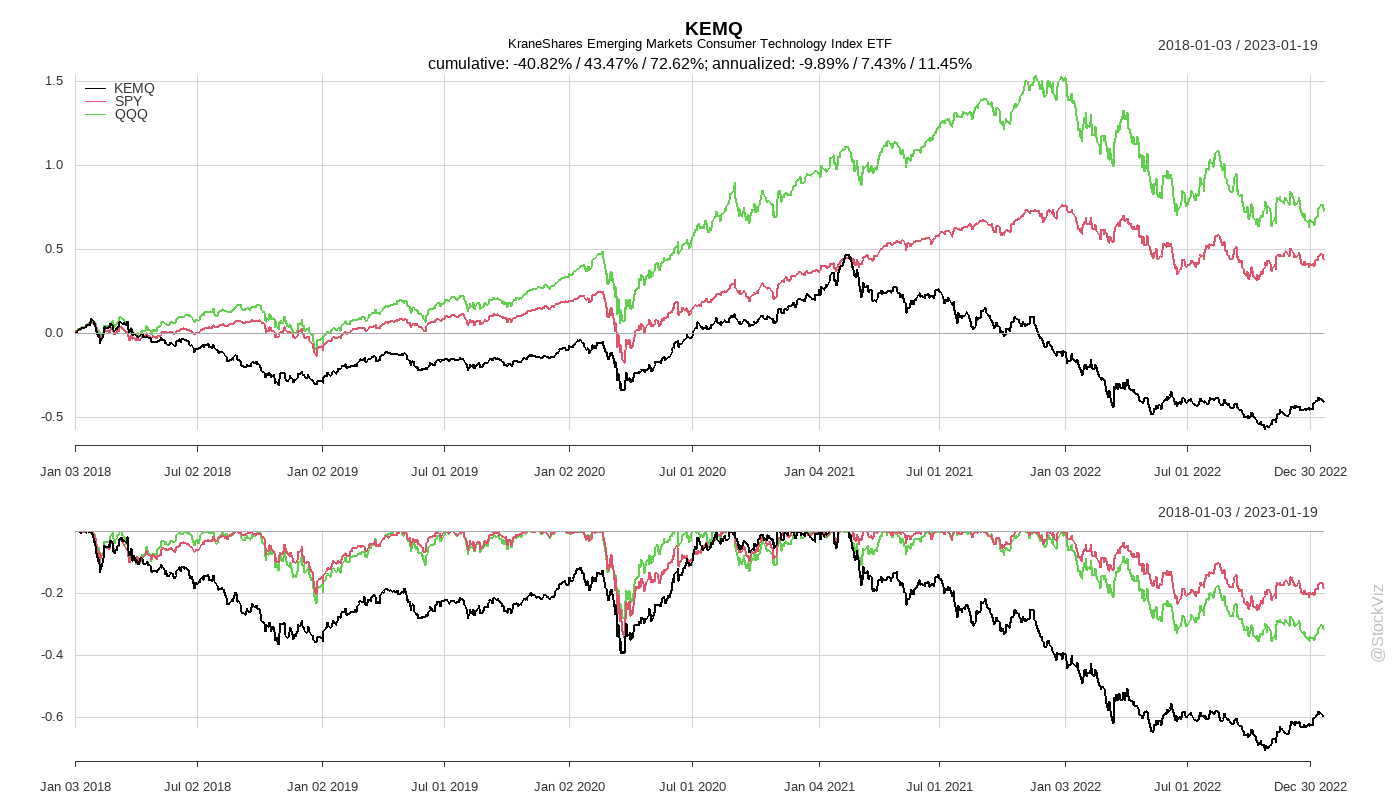 KEMQ
KraneShares Emerging Markets Consumer Technology Index ETF
2018-01-03 / 2023-01-19
cumulative: -40.82% / 43.47% / 72.62%; annualized: -9.89% / 7.43% / 11.45%
KEMQ
SPY
QQQ
1.5
1.0
0.5
0.0
-0.5
Jan 03 2018 Jul 02 2018 Jan 02 2019 Jul 01 2019 Jan 02 2020 Jul 01 2020 Jan 04 2021 Jul 01 2021 Jan 03 2022 Jul 01 2022 Dec 30 2022
2018-01-03 / 2023-01-19
-0.2
-0.4
-0.6
Jan 03 2018 Jul 02 2018 Jan 02 2019 Jul 01 2019 Jan 02 2020 Jul 01 2020 Jan 04 2021 Jul 01 2021 Jan 03 2022 Jul 01 2022 Dec 30 2022
@StockViz